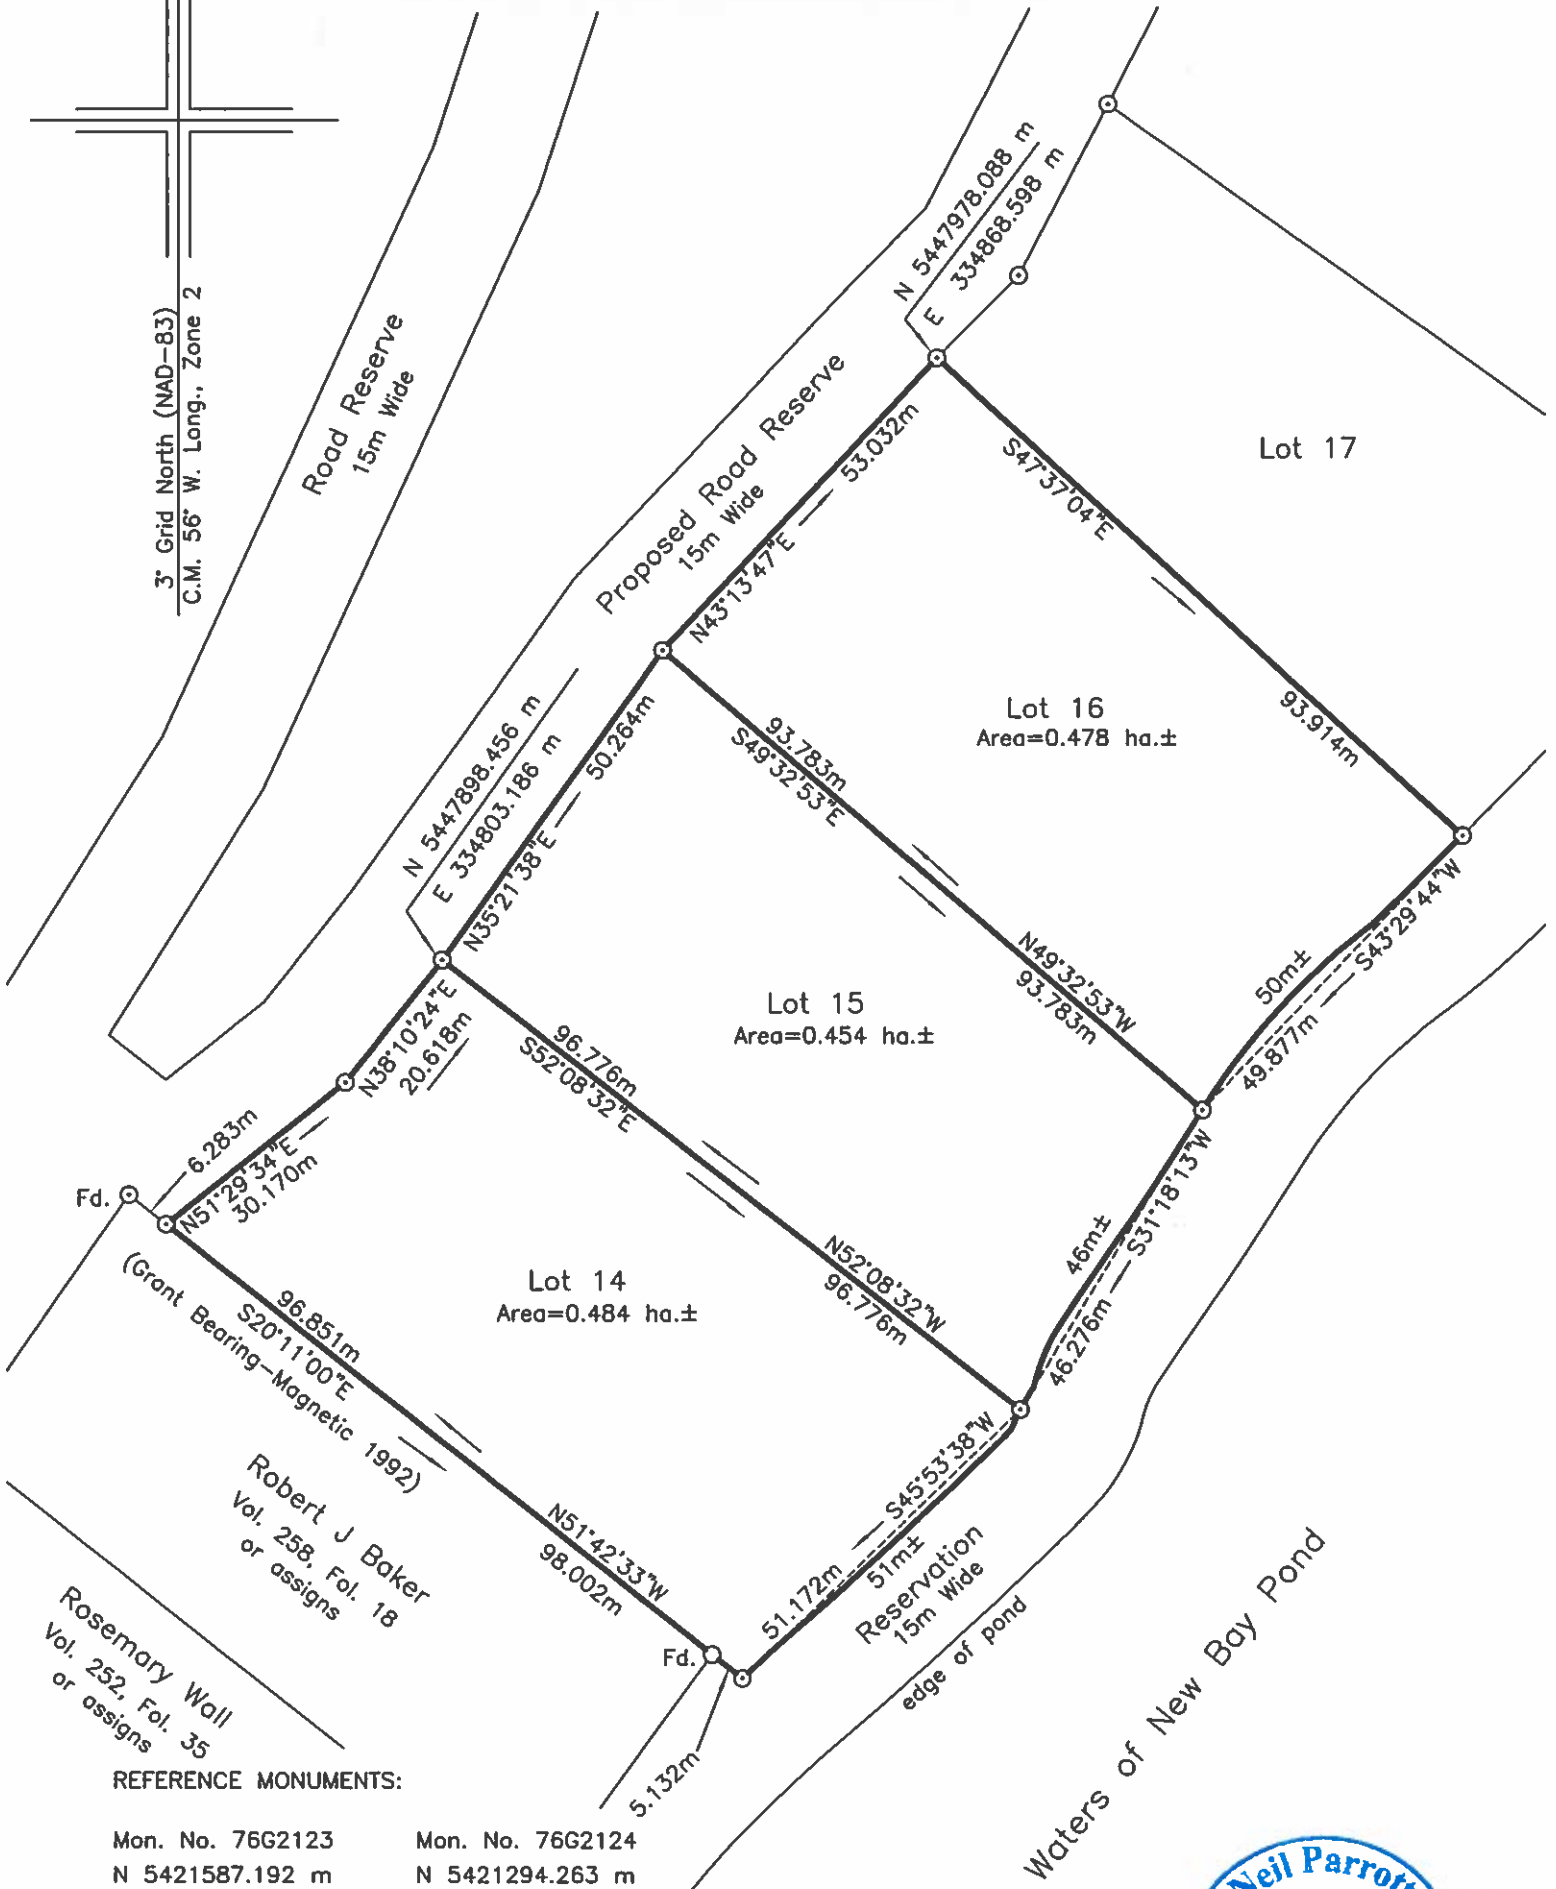 3° Grid North (NAD-83)
C.M. 56° W. Long., Zone 2
Road Reserve
15m Wide
N 5447978.088 m
E 334868.598 m
Proposed Road Reserve
15m Wide
53.032m
N43°13'47"E
S47°37'04"E
93.914m
Lot 17
Lot 16
Area=0.478 ha.±
N 5447898.456 m
E 334803.186 m
50.264m
N35°21'38"E
93.783m
S49°32'53"E
N49°32'53"W
93.783m
S43°29'44"W
50m±
49.877m
Lot 15
Area=0.454 ha.±
N38°10'24"E
20.618m
96.776m
S52°08'32"E
N52°08'32"W
96.776m
S31°18'13"W
46m±
46.276m
6.283m
N51°29'34"E
30.170m
Fd.
Lot 14
Area=0.484 ha.±
96.851m
S20°11'00"E
(Grant Bearing-Magnetic 1992)
N51°42'33"W
98.002m
S45°53'38"W
51.172m
51m±
Reservation
15m Wide
edge of pond
Waters of New Bay Pond
Robert J Baker
Vol. 258, Fol. 18
or assigns
Rosemary Wall
Vol. 252, Fol. 35
or assigns
Fd.
5.132m
REFERENCE MONUMENTS:
Mon. No. 76G2123
N 5421587.192 m
Mon. No. 76G2124
N 5421294.263 m
Neil Parrott